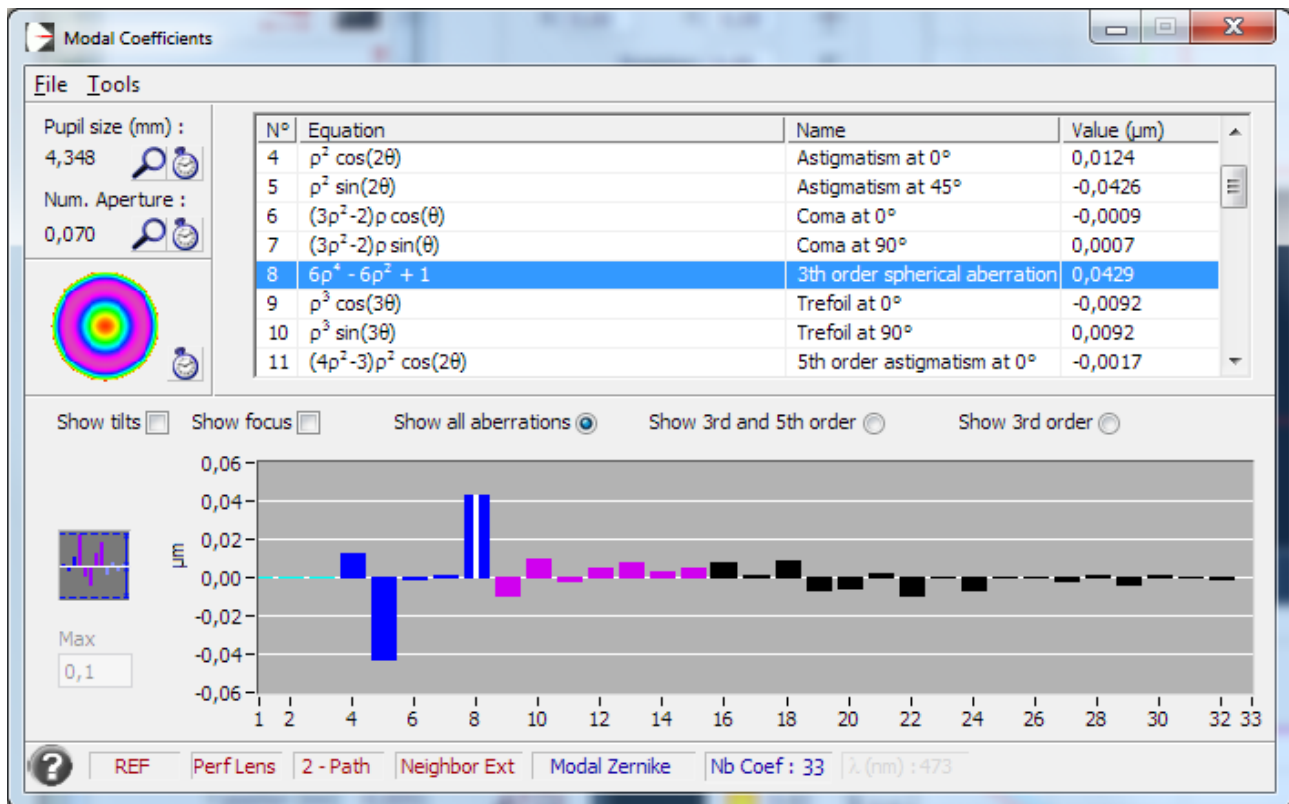 Modal Coefficients
File Tools
Pupil size (mm) :
4,348
Num. Aperture :
0,070
N° Equation Name Value (µm)
4 ρ² cos(2θ) Astigmatism at 0° 0,0124
5 ρ² sin(2θ) Astigmatism at 45° -0,0426
6 (3ρ²-2)ρ cos(θ) Coma at 0° -0,0009
7 (3ρ²-2)ρ sin(θ) Coma at 90° 0,0007
8 6ρ⁴ - 6ρ² + 1 3th order spherical aberration 0,0429
9 ρ³ cos(3θ) Trefoil at 0° -0,0092
10 ρ³ sin(3θ) Trefoil at 90° 0,0092
11 (4ρ²-3)ρ² cos(2θ) 5th order astigmatism at 0° -0,0017
Show tilts Show focus Show all aberrations Show 3rd and 5th order Show 3rd order
0,06
0,04
0,02
0,00
-0,02
-0,04
-0,06
µm
Max
0,1
1 2 4 6 8 10 12 14 16 18 20 22 24 26 28 30 32 33
? REF Perf Lens 2 - Path Neighbor Ext Modal Zernike Nb Coef : 33 λ (nm) : 473